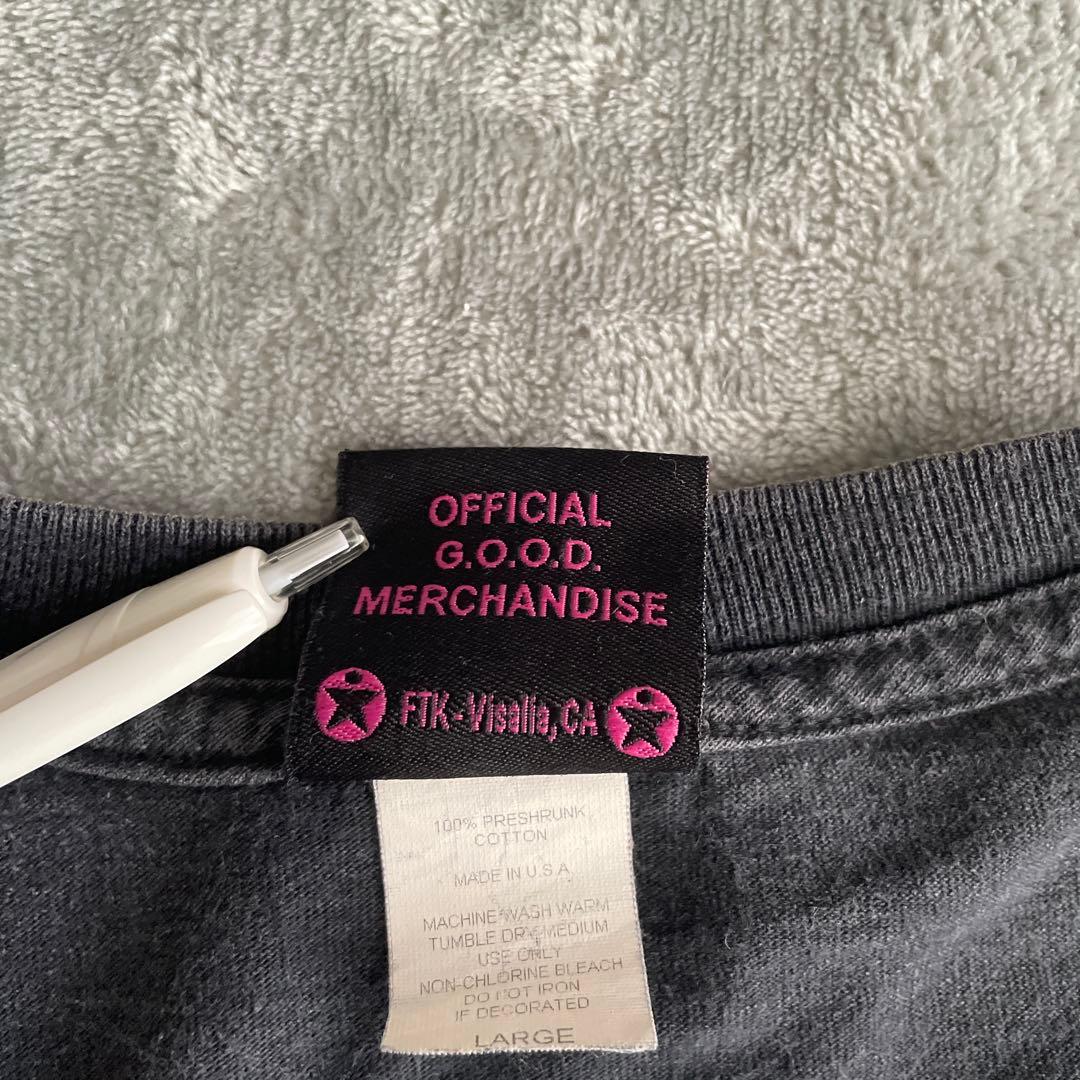 OFFICIAL
G.O.O.D.
MERCHANDISE
FTK - Visalia, CA
100% PRESHRUNK
COTTON
MADE IN U.S.A.
MACHINE WASH WARM
TUMBLE DRY MEDIUM
USE ONLY
NON-CHLORINE BLEACH
DO NOT IRON
IF DECORATED
LARGE